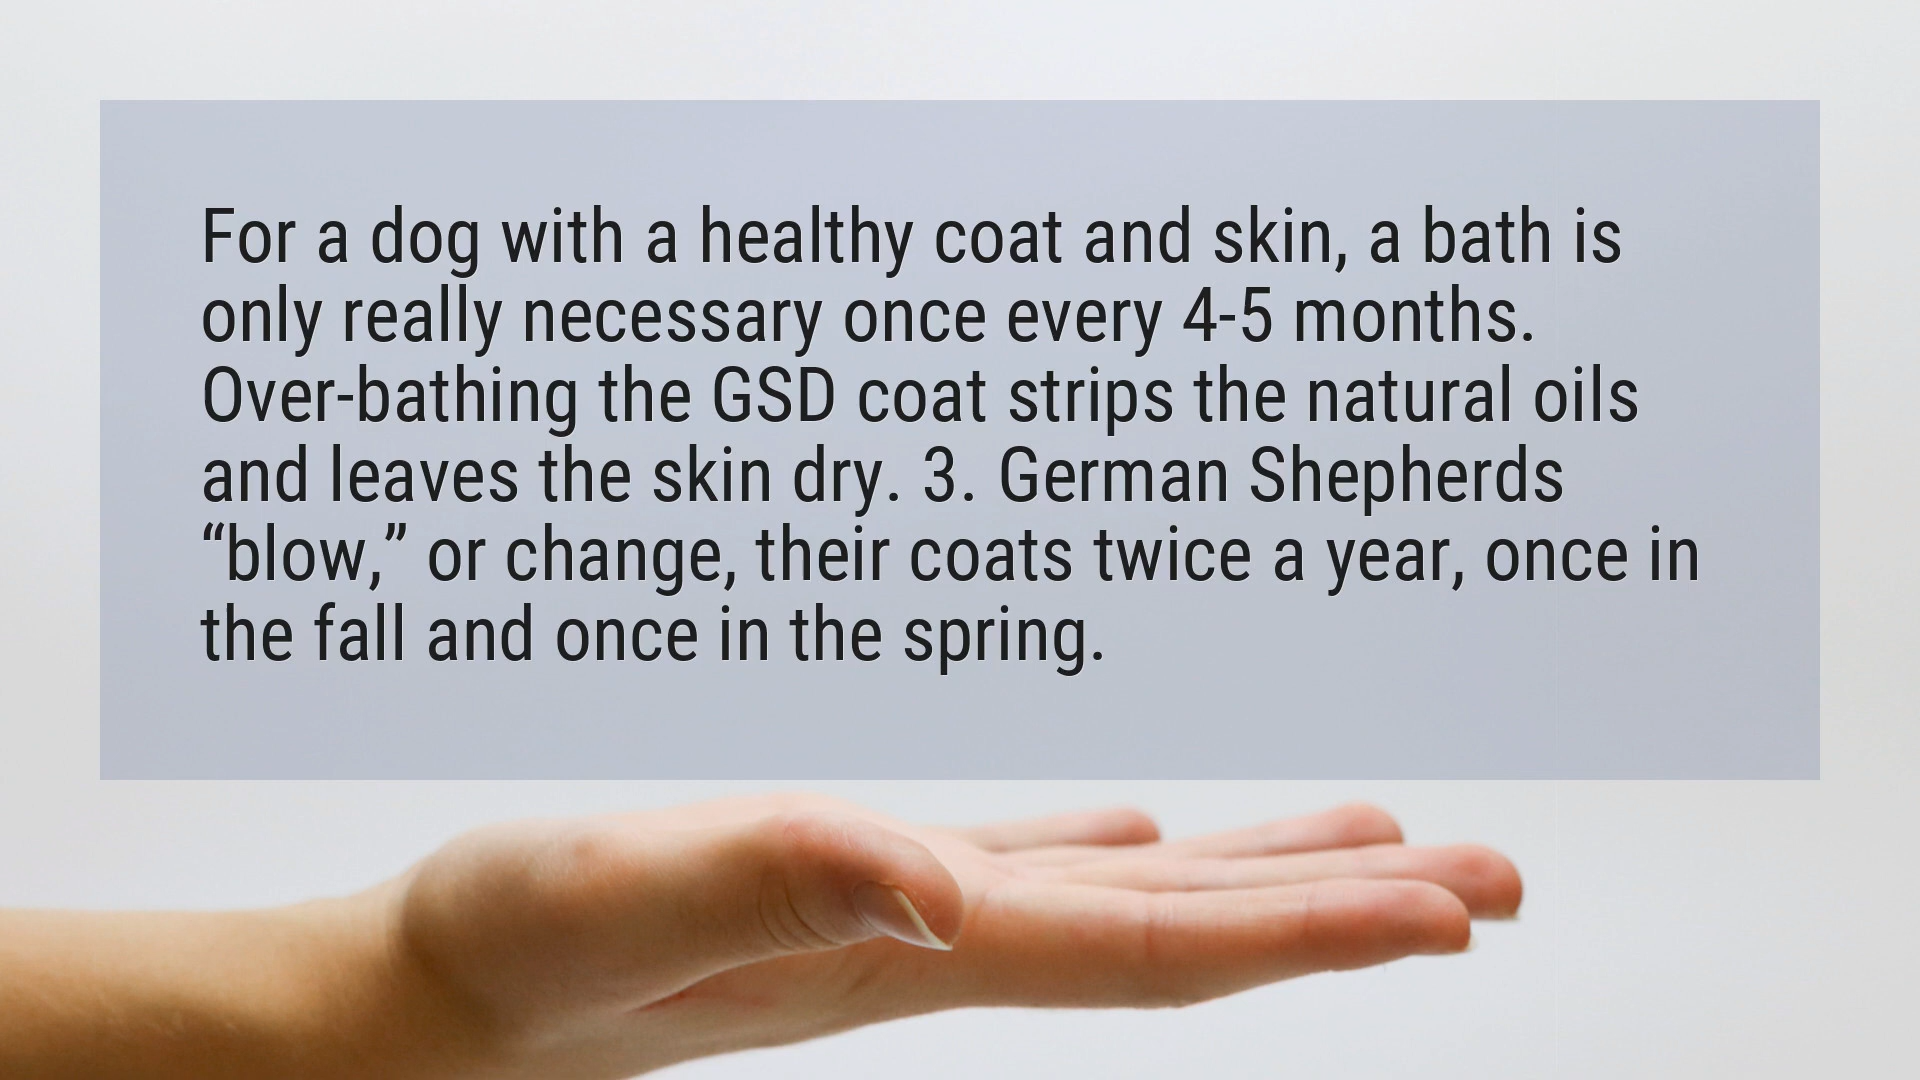 For a dog with a healthy coat and skin, a bath is
only really necessary once every 4-5 months.
Over-bathing the GSD coat strips the natural oils
and leaves the skin dry. 3. German Shepherds
“blow,” or change, their coats twice a year, once in
the fall and once in the spring.